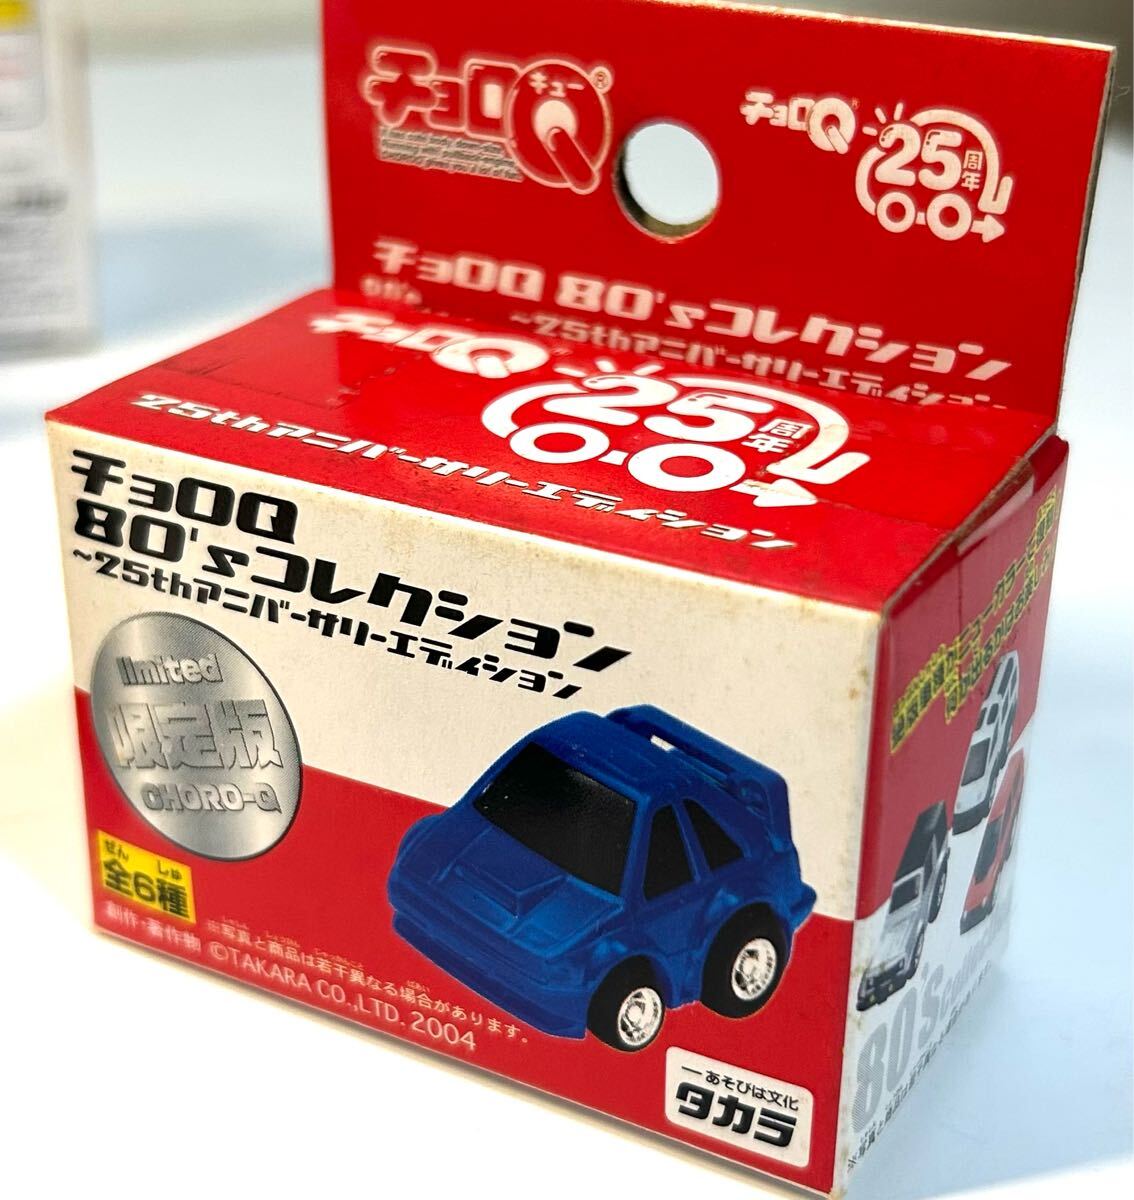 チョロQ
キュー
®
チョロQ®
25周年
チョロQ 80'sコレクション
～25thアニバーサリーエディション～
チョロQ
25周年
25thアニバーサリーエディション
チョロQ
80'sコレクション
～25thアニバーサリーエディション
limited
限定版
CHORO-Q
ぜん しゅ
全6種
※写真と商品は若干異なる場合があります。
創作・著作物 ©TAKARA CO.,LTD. 2004
ーあそびは文化
タカラ
80's